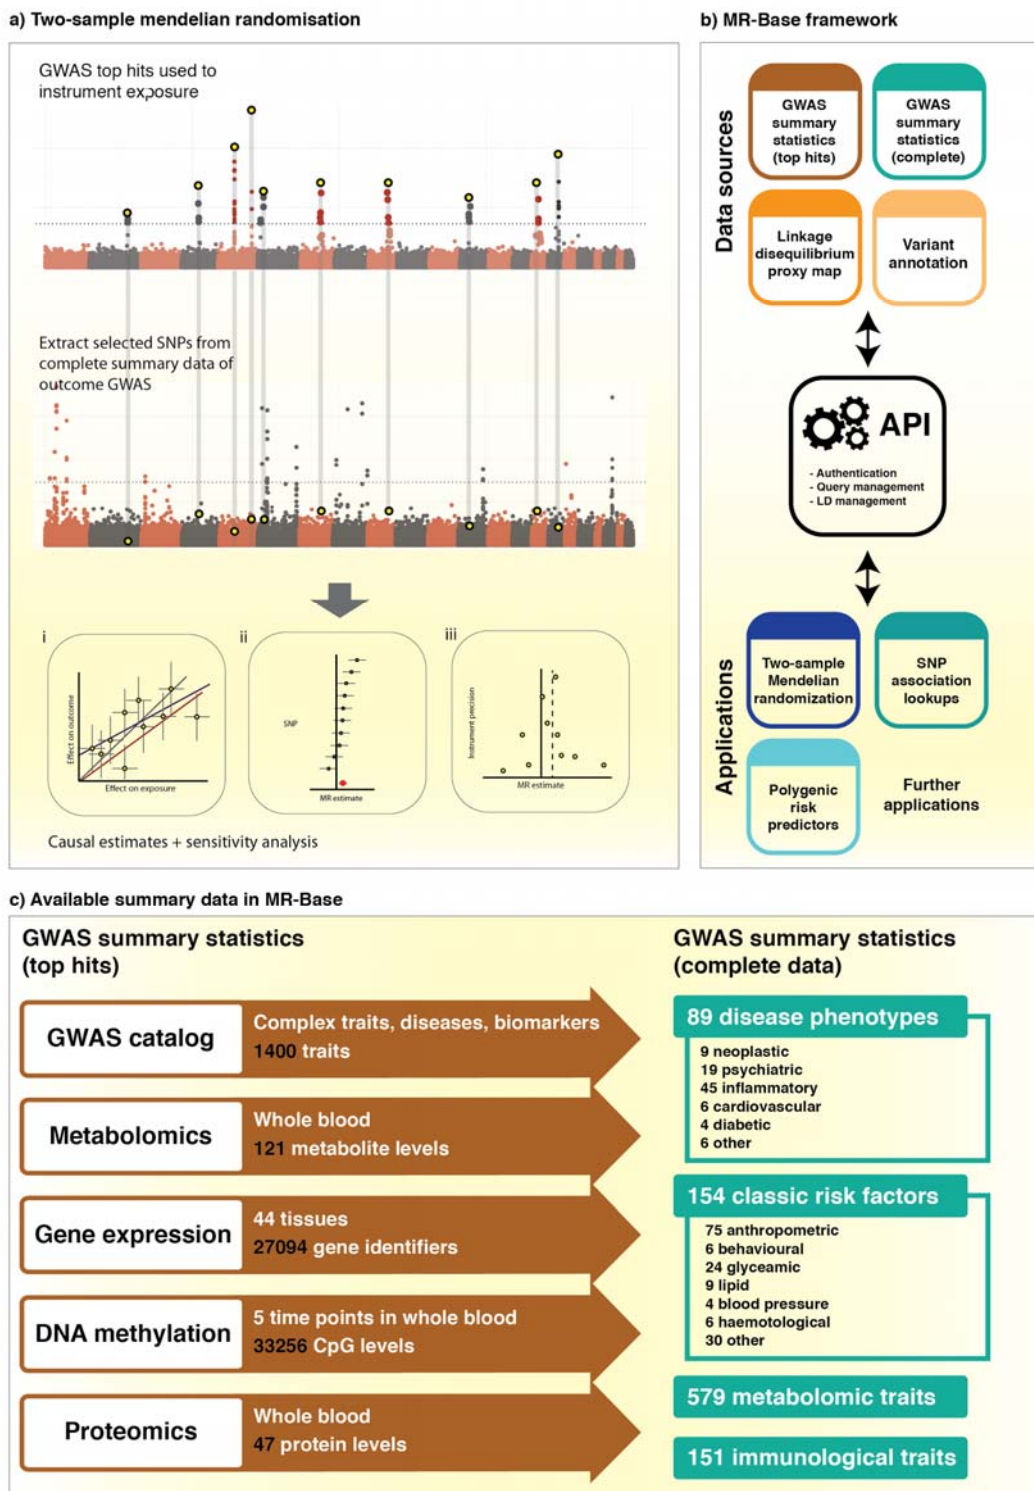 a) Two-sample mendelian randomisation
GWAS top hits used to
instrument exposure
Extract selected SNPs from
complete summary data of
outcome GWAS
i
Effect on outcome
Effect on exposure
ii
SNP
MR estimate
iii
Instrument precision
MR estimate
Causal estimates + sensitivity analysis
b) MR-Base framework
Data sources
GWAS
summary
statistics
(top hits)
GWAS
summary
statistics
(complete)
Linkage
disequilibrium
proxy map
Variant
annotation
API
- Authentication
- Query management
- LD management
Applications
Two-sample
Mendelian
randomization
SNP
association
lookups
Polygenic
risk
predictors
Further
applications
c) Available summary data in MR-Base
GWAS summary statistics
(top hits)
GWAS catalog
Complex traits, diseases, biomarkers
1400 traits
Metabolomics
Whole blood
121 metabolite levels
Gene expression
44 tissues
27094 gene identifiers
DNA methylation
5 time points in whole blood
33256 CpG levels
Proteomics
Whole blood
47 protein levels
GWAS summary statistics
(complete data)
89 disease phenotypes
9 neoplastic
19 psychiatric
45 inflammatory
6 cardiovascular
4 diabetic
6 other
154 classic risk factors
75 anthropometric
6 behavioural
24 glyceamic
9 lipid
4 blood pressure
6 haemotological
30 other
579 metabolomic traits
151 immunological traits